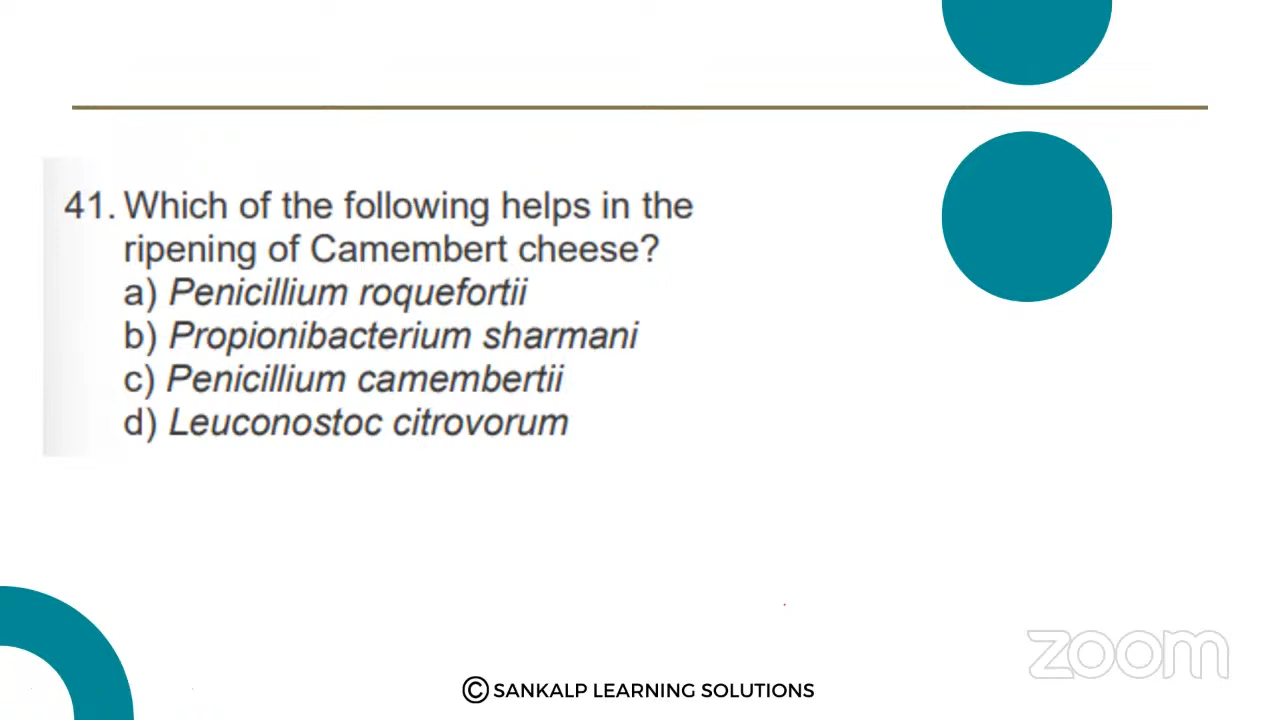 41. Which of the following helps in the
ripening of Camembert cheese?
a) Penicillium roquefortii
b) Propionibacterium sharmani
c) Penicillium camembertii
d) Leuconostoc citrovorum
zoom
© SANKALP LEARNING SOLUTIONS